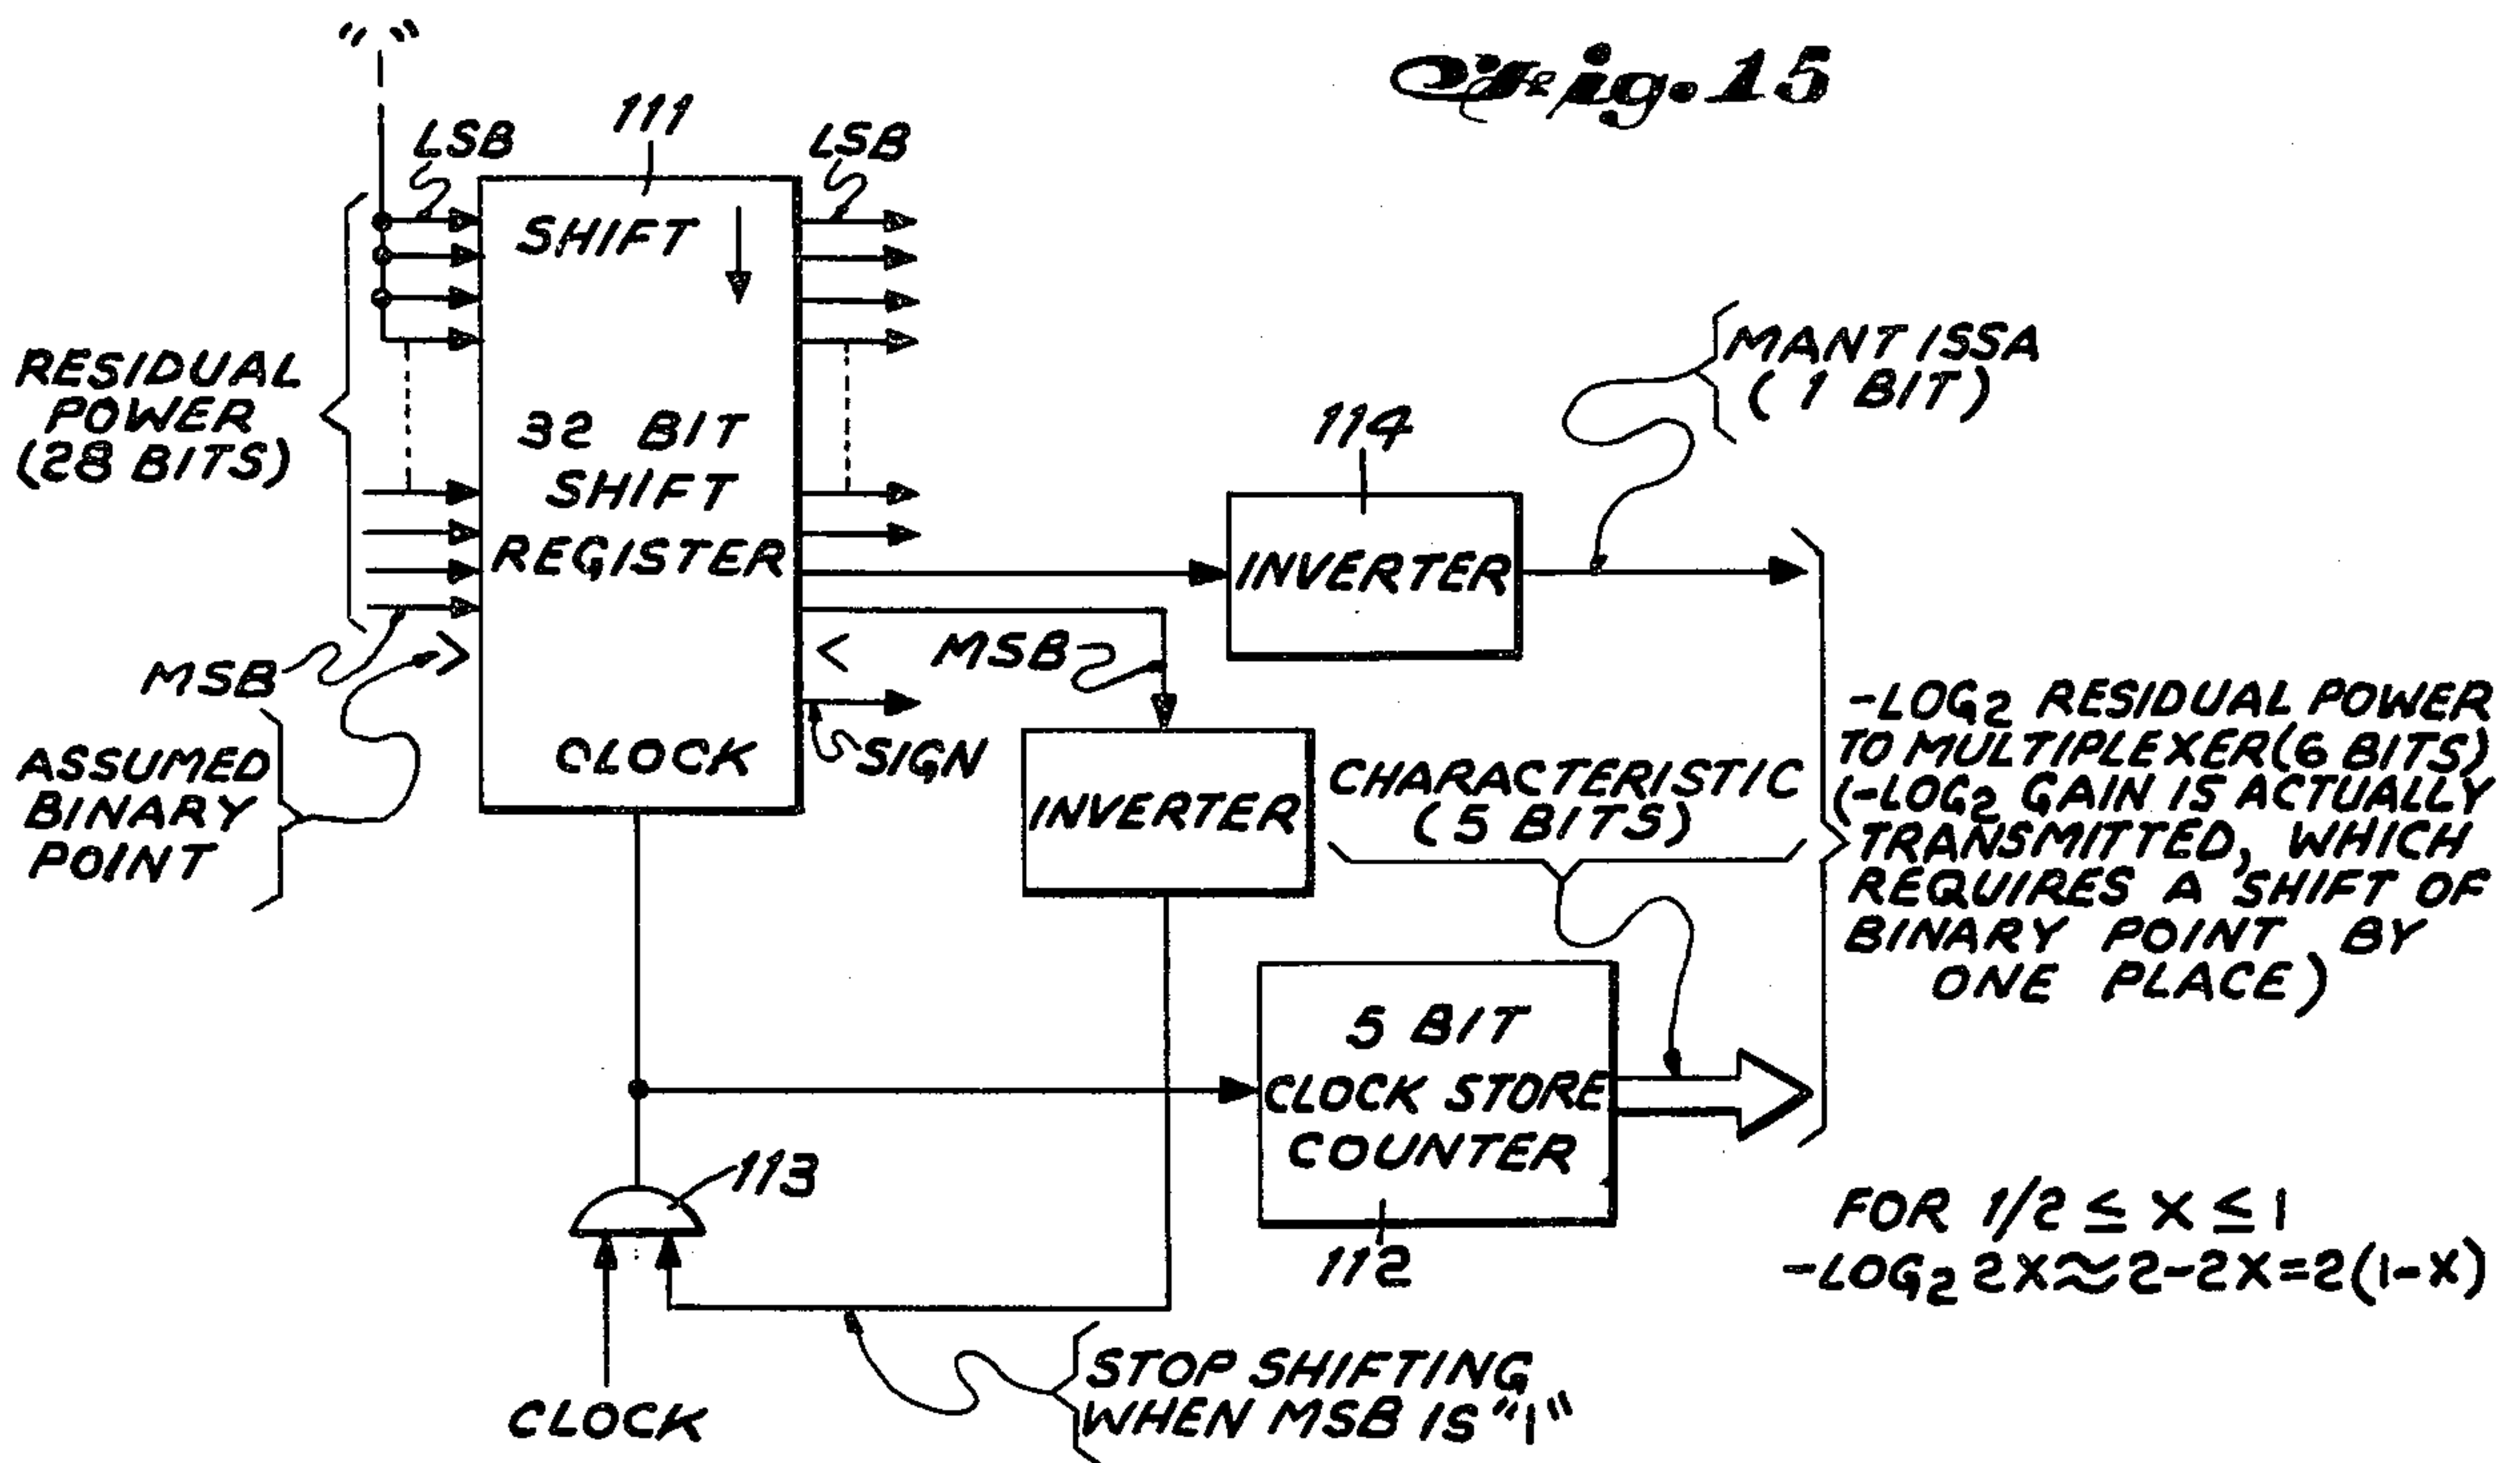 “ ”
Fig. 15
LSB
111
LSB
SHIFT
RESIDUAL
POWER
(28 BITS)
32 BIT
SHIFT
REGISTER
CLOCK
MANTISSA
(1 BIT)
114
INVERTER
<
MSB
>
MSB
SIGN
ASSUMED
BINARY
POINT
INVERTER
CHARACTERISTIC
(5 BITS)
-LOG2 RESIDUAL POWER
TO MULTIPLEXER(6 BITS)
(-LOG2 GAIN IS ACTUALLY
TRANSMITTED, WHICH
REQUIRES A SHIFT OF
BINARY POINT BY
ONE PLACE)
5 BIT
CLOCK STORE
COUNTER
113
112
FOR 1/2 ≤ X ≤ 1
-LOG2 2X≈2-2X=2(1-X)
CLOCK
STOP SHIFTING
WHEN MSB IS "1"